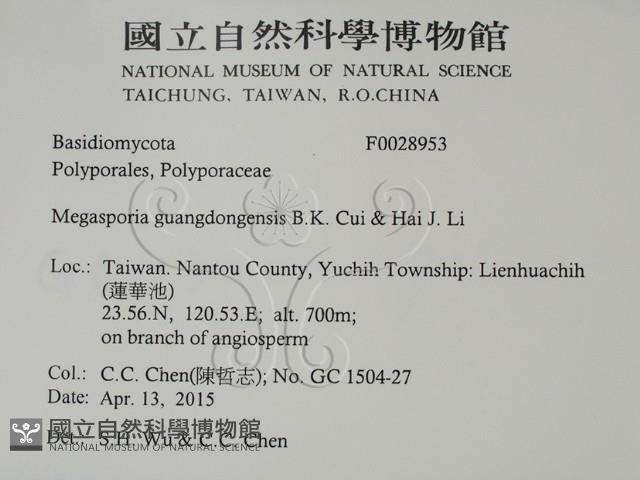 國立自然科學博物館
NATIONAL MUSEUM OF NATURAL SCIENCE
TAICHUNG, TAIWAN, R.O.CHINA
Basidiomycota F0028953
Polyporales, Polyporaceae
Megasporia guangdongensis B.K. Cui & Hai J. Li
Loc.: Taiwan. Nantou County, Yuchih Township: Lienhuachih
(蓮華池)
23.56.N, 120.53.E; alt. 700m;
on branch of angiosperm
Col.: C.C. Chen(陳哲志); No. GC 1504-27
Date: Apr. 13, 2015
Det.: S.H. Wu & C.C. Chen
國立自然科學博物館
NATIONAL MUSEUM OF NATURAL SCIENCE